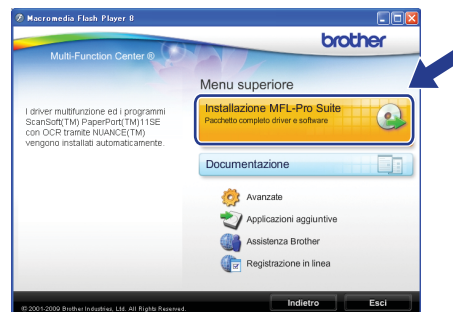 Macromedia Flash Player 8
brother
Multi-Function Center ®
Menu superiore
I driver multifunzione ed i programmi
ScanSoft(TM) PaperPort(TM)11SE
con OCR tramite NUANCE(TM)
vengono installati automaticamente.
Installazione MFL-Pro Suite
Pacchetto completo driver e software
Documentazione
Avanzate
Applicazioni aggiuntive
Assistenza Brother
Registrazione in linea
© 2001-2009 Brother Industries, Ltd. All Rights Reserved.
Indietro
Esci